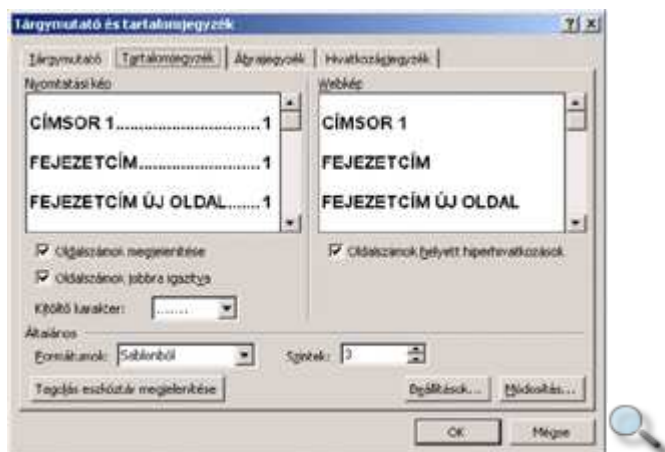 Tárgymutató és tartalomjegyzék
Tárgymutató Tartalomjegyzék Ábrajegyzék Hivatkozásjegyzék
Nyomtatási kép Webkép
CÍMSOR 1..............................1 CÍMSOR 1
FEJEZETCÍM.........................1 FEJEZETCÍM
FEJEZETCÍM ÚJ OLDAL.......1 FEJEZETCÍM ÚJ OLDAL
Oldalszámok megjelenítése Oldalszámok helyett hiperhivatkozások
Oldalszámok jobbra igazítva
Kitöltő karakter: .......
Általános
Formátumok: Sablonból Szintek: 3
Tagolás eszköztár megjelenítése Beállítások... Módosítás...
OK Mégse